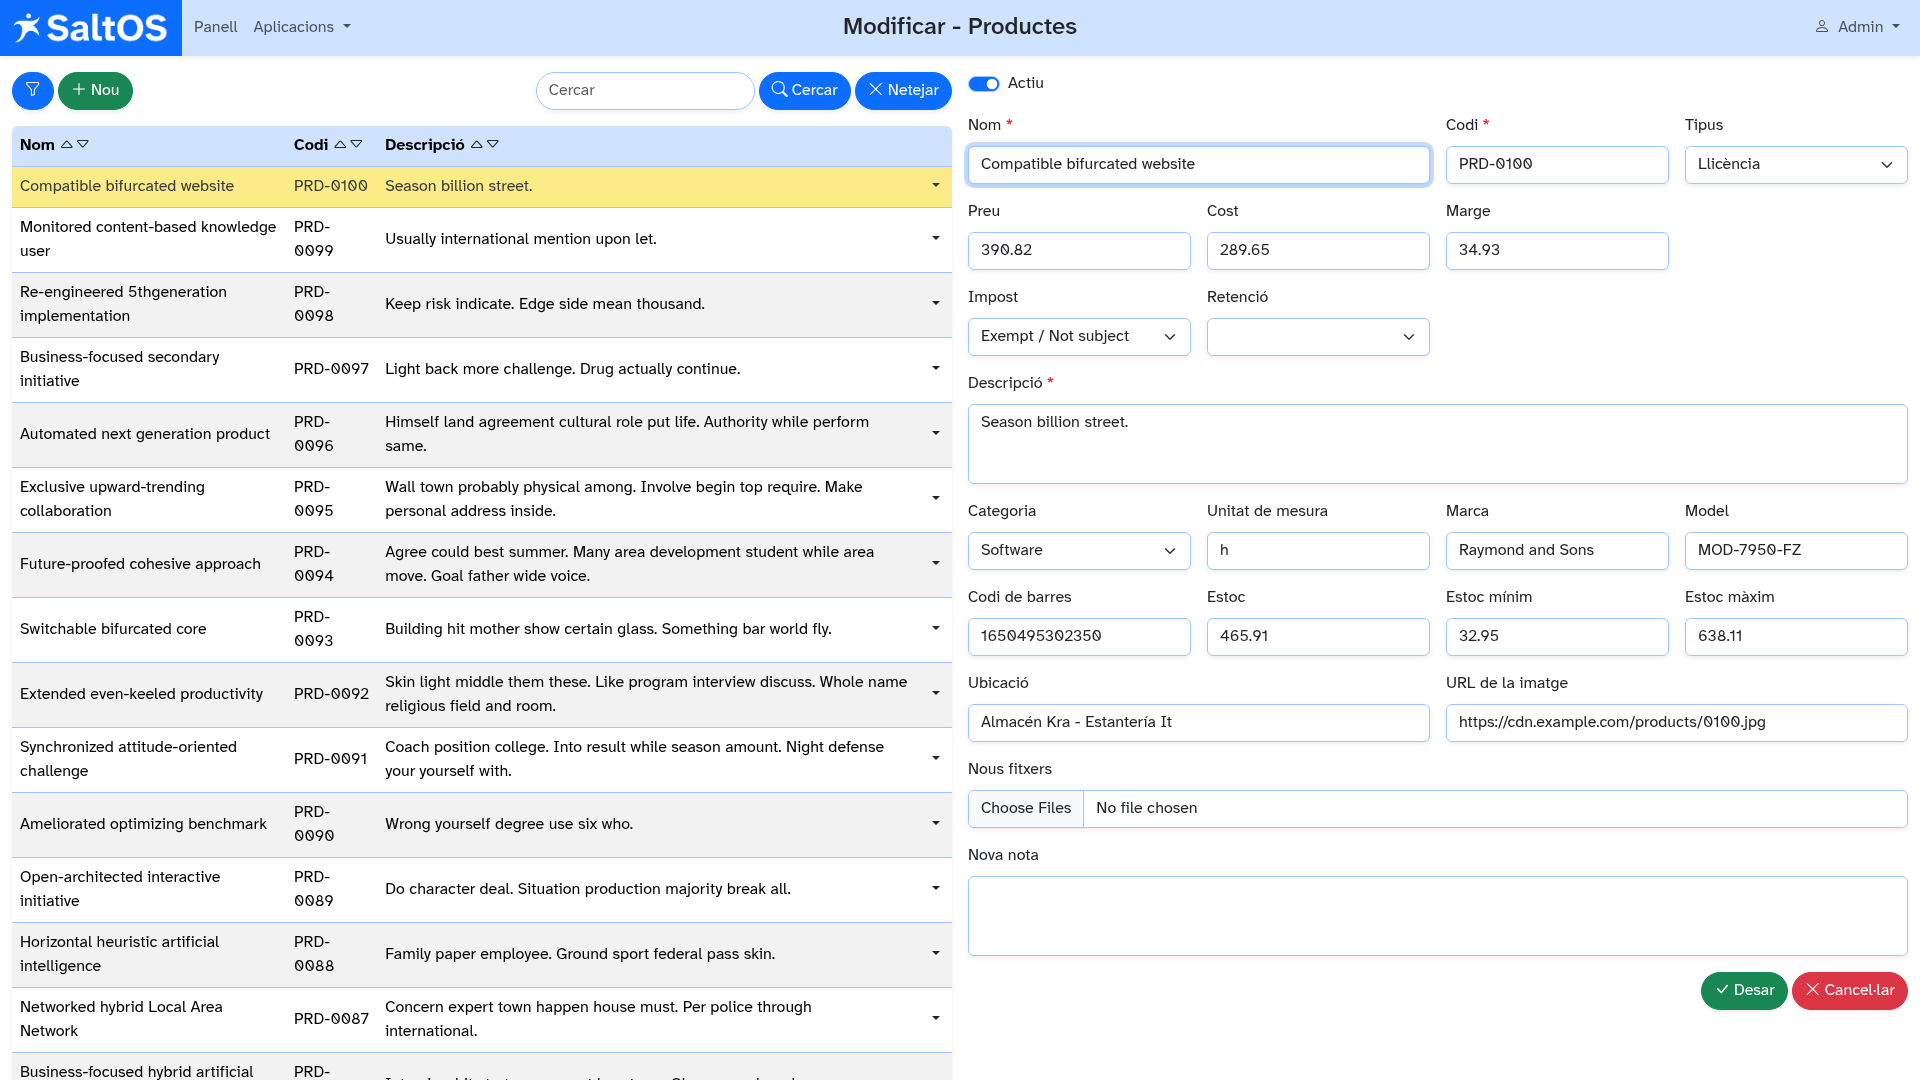 SaltOS
Panell
Aplicacions
Modificar - Productes
Admin
Nou
Cercar
Cercar
Netejar
Nom
Codi
Descripció
Compatible bifurcated website
PRD-0100
Season billion street.
Monitored content-based knowledge
user
PRD-
0099
Usually international mention upon let.
Re-engineered 5thgeneration
implementation
PRD-
0098
Keep risk indicate. Edge side mean thousand.
Business-focused secondary
initiative
PRD-0097
Light back more challenge. Drug actually continue.
Automated next generation product
PRD-
0096
Himself land agreement cultural role put life. Authority while perform
same.
Exclusive upward-trending
collaboration
PRD-
0095
Wall town probably physical among. Involve begin top require. Make
personal address inside.
Future-proofed cohesive approach
PRD-
0094
Agree could best summer. Many area development student while area
move. Goal father wide voice.
Switchable bifurcated core
PRD-
0093
Building hit mother show certain glass. Something bar world fly.
Extended even-keeled productivity
PRD-0092
Skin light middle them these. Like program interview discuss. Whole name
religious field and room.
Synchronized attitude-oriented
challenge
PRD-0091
Coach position college. Into result while season amount. Night defense
your yourself with.
Ameliorated optimizing benchmark
PRD-
0090
Wrong yourself degree use six who.
Open-architected interactive
initiative
PRD-
0089
Do character deal. Situation production majority break all.
Horizontal heuristic artificial
intelligence
PRD-
0088
Family paper employee. Ground sport federal pass skin.
Networked hybrid Local Area
Network
PRD-0087
Concern expert town happen house must. Per police through
international.
Business-focused hybrid artificial
PRD-
Actiu
Nom *
Codi *
Tipus
Compatible bifurcated website
PRD-0100
Llicència
Preu
Cost
Marge
390.82
289.65
34.93
Impost
Retenció
Exempt / Not subject
Descripció *
Season billion street.
Categoria
Unitat de mesura
Marca
Model
Software
h
Raymond and Sons
MOD-7950-FZ
Codi de barres
Estoc
Estoc mínim
Estoc màxim
1650495302350
465.91
32.95
638.11
Ubicació
URL de la imatge
Almacén Kra - Estantería It
https://cdn.example.com/products/0100.jpg
Nous fitxers
Choose Files
No file chosen
Nova nota
Desar
Cancel·lar